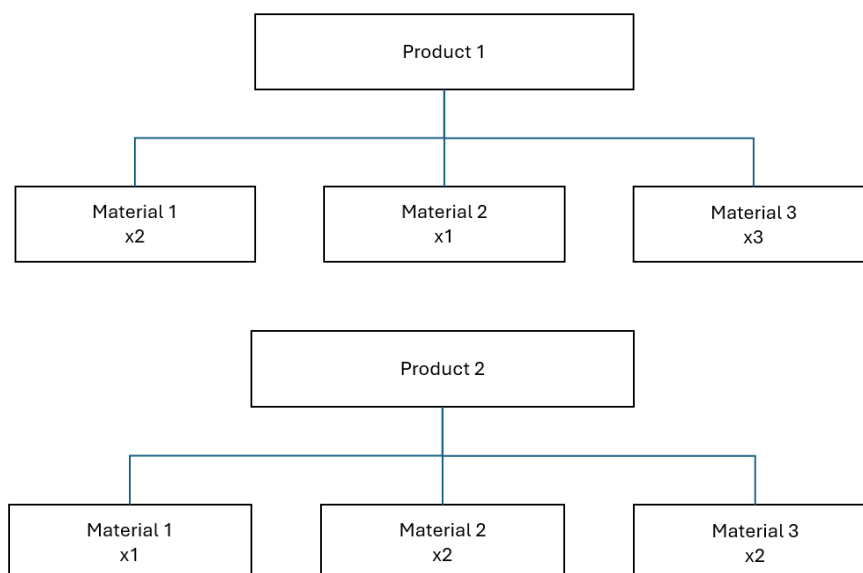 Product 1
Material 1
x2
Material 2
x1
Material 3
x3
Product 2
Material 1
x1
Material 2
x2
Material 3
x2